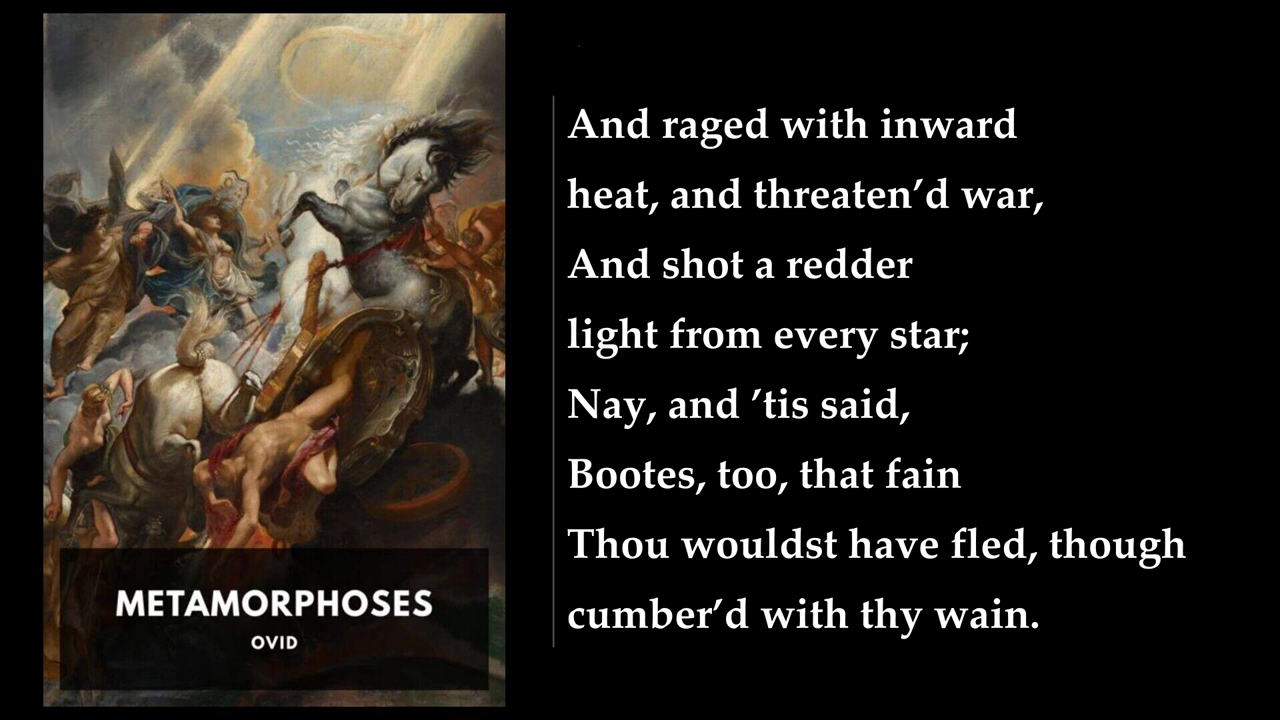 METAMORPHOSES
OVID
And raged with inward
heat, and threaten’d war,
And shot a redder
light from every star;
Nay, and ’tis said,
Bootes, too, that fain
Thou wouldst have fled, though
cumber’d with thy wain.